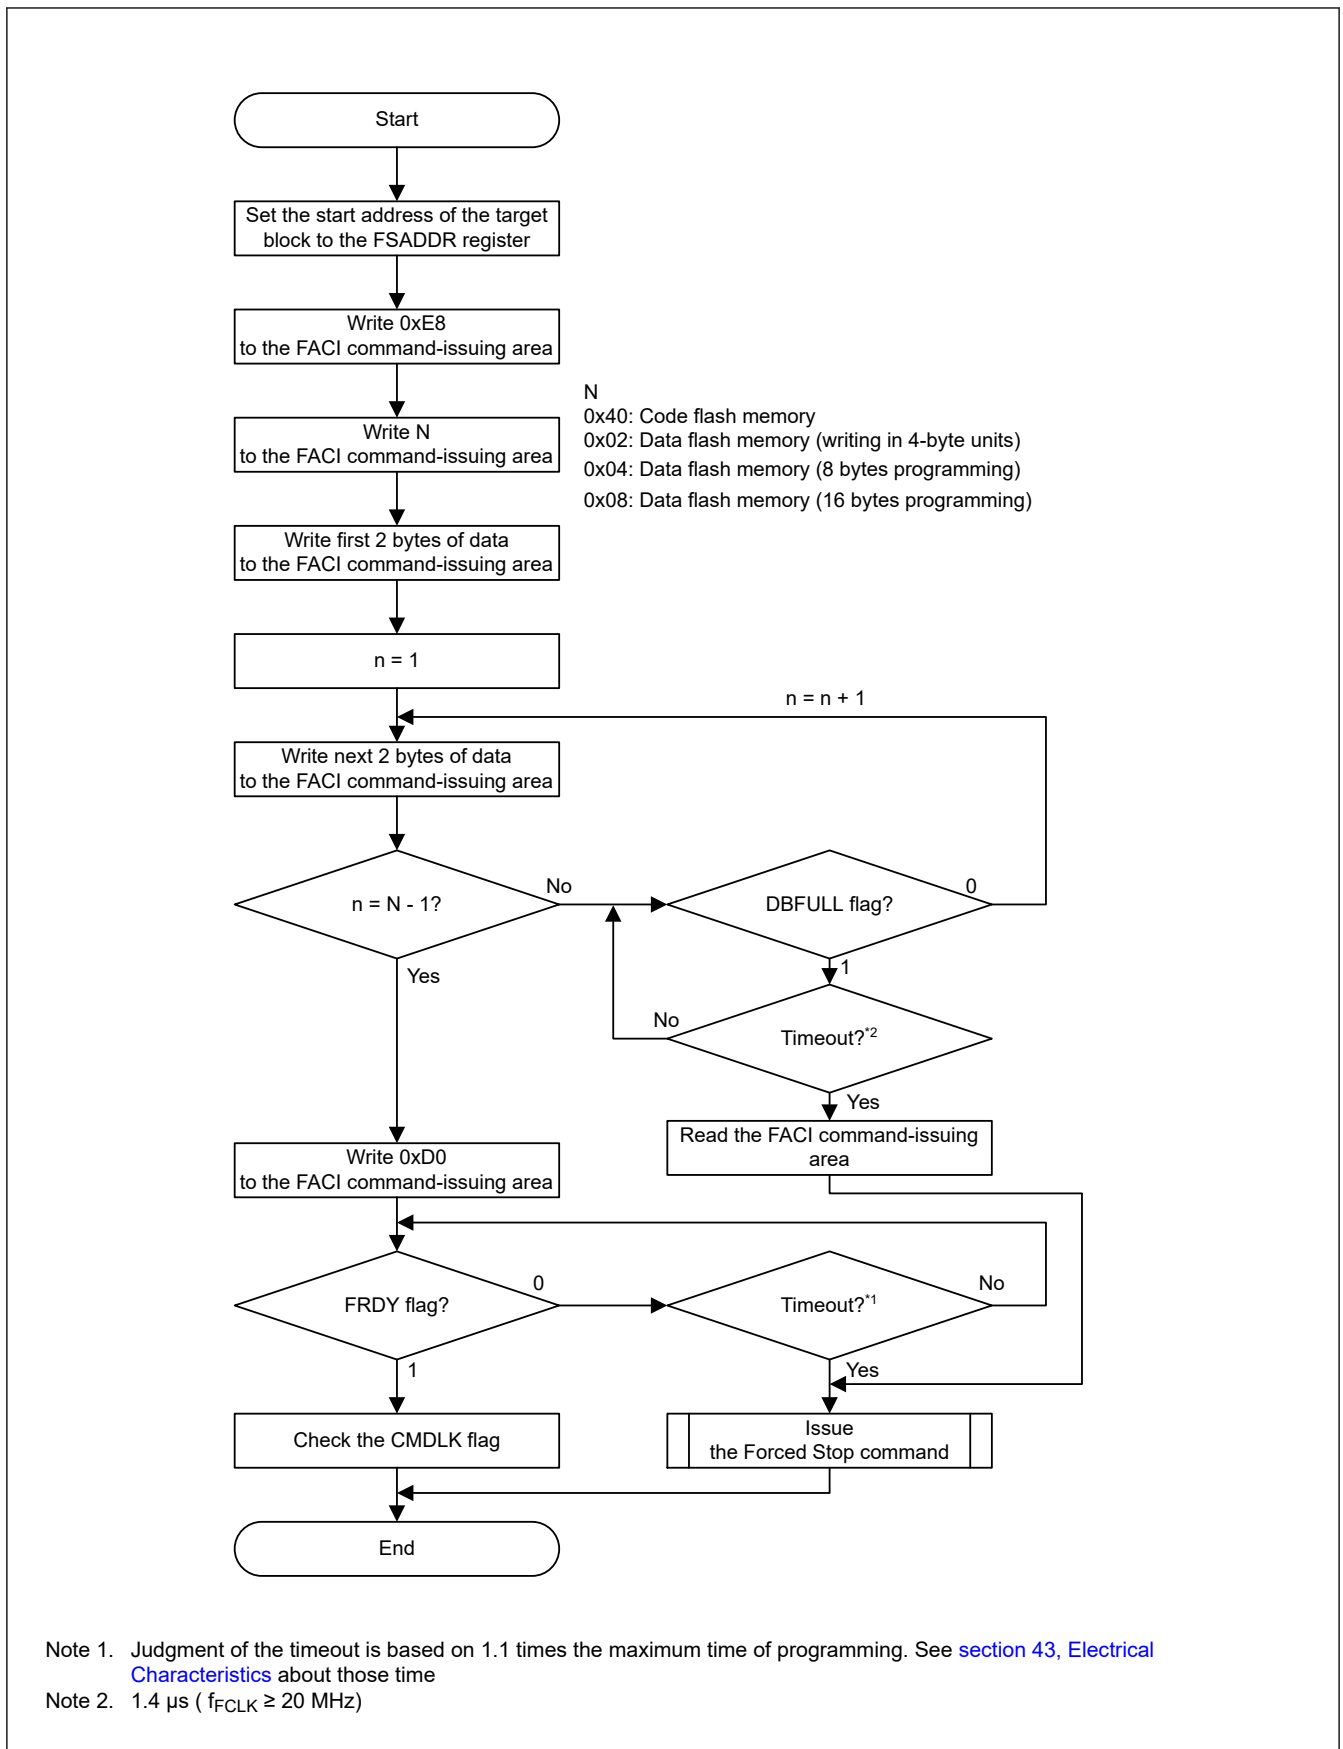 Start
Set the start address of the target
block to the FSADDR register
Write 0xE8
to the FACI command-issuing area
N
0x40: Code flash memory
0x02: Data flash memory (writing in 4-byte units)
0x04: Data flash memory (8 bytes programming)
0x08: Data flash memory (16 bytes programming)
Write N
to the FACI command-issuing area
Write first 2 bytes of data
to the FACI command-issuing area
n = 1
n = n + 1
Write next 2 bytes of data
to the FACI command-issuing area
n = N - 1?
No
DBFULL flag?
0
Yes
1
No
Timeout?*2
Yes
Read the FACI command-issuing
area
Write 0xD0
to the FACI command-issuing area
FRDY flag?
0
Timeout?*1
No
1
Yes
Check the CMDLK flag
Issue
the Forced Stop command
End
Note 1. Judgment of the timeout is based on 1.1 times the maximum time of programming. See section 43, Electrical
Characteristics about those time
Note 2. 1.4 µs ( fFCLK ≥ 20 MHz)